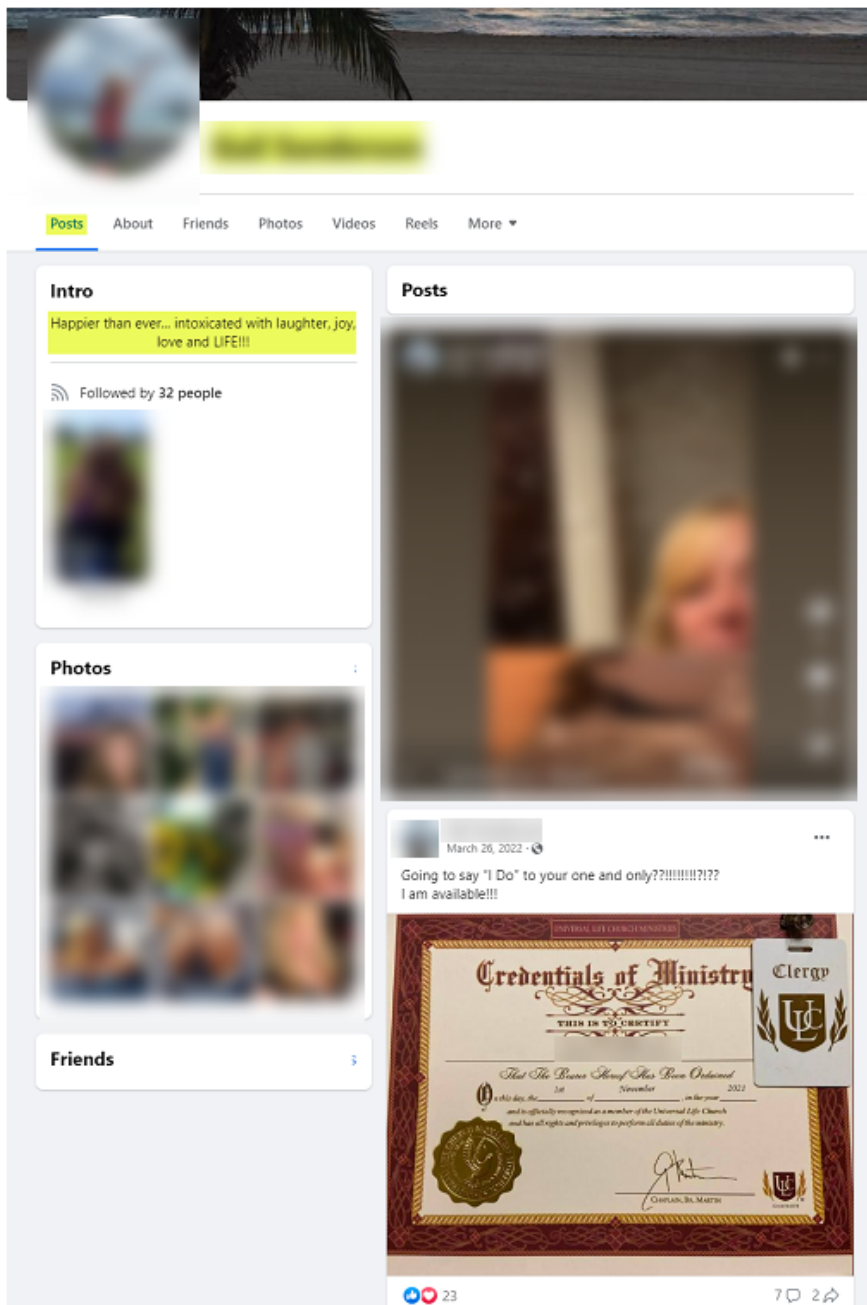 Posts
About
Friends
Photos
Videos
Reels
More
Intro
Happier than ever... intoxicated with laughter, joy,
love and LIFE!!!
Followed by 32 people
Photos
Friends
Posts
March 26, 2022
Going to say "I Do" to your one and only??!!!!!!!!!?!??
I am available!!!
UNIVERSAL LIFE CHURCH MINISTRIES
Credentials of Ministry
THIS IS TO CERTIFY
That The Bearer Hereof Has Been Ordained
On this day, the 1st of November, in the year 2021
and is officially recognized as a member of the Universal Life Church
and has all rights and privileges to perform all duties of the ministry.
CHAPLAIN, BR. MARTIN
ULC
Clergy
ULC
23
7
2